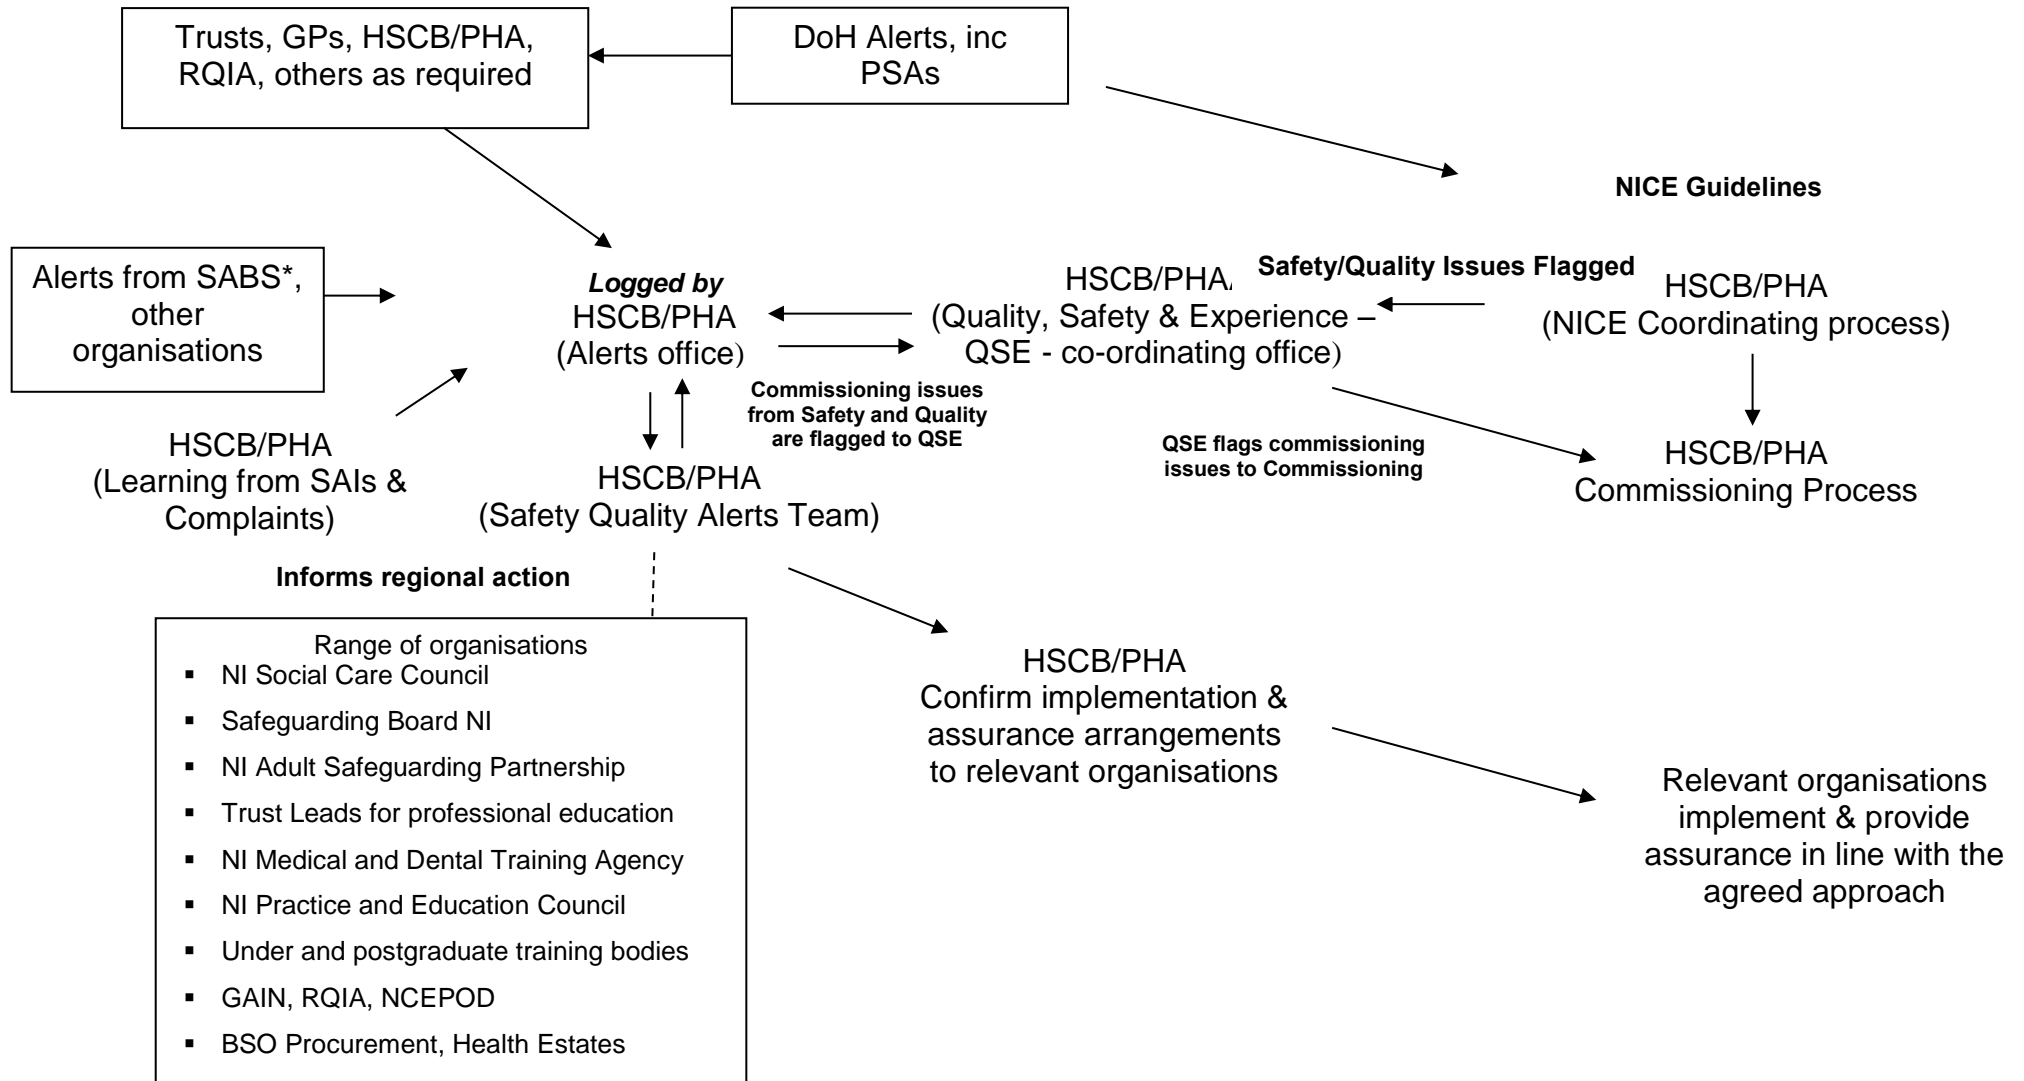 Trusts, GPs, HSCB/PHA,
RQIA, others as required
DoH Alerts, inc
PSAs
NICE Guidelines
Alerts from SABS*,
other
organisations
Logged by
HSCB/PHA
(Alerts office)
HSCB/PHA
(Quality, Safety & Experience –
QSE - co-ordinating office)
Safety/Quality Issues Flagged
HSCB/PHA
(NICE Coordinating process)
Commissioning issues
from Safety and Quality
are flagged to QSE
QSE flags commissioning
issues to Commissioning
HSCB/PHA
Commissioning Process
HSCB/PHA
(Learning from SAIs &
Complaints)
HSCB/PHA
(Safety Quality Alerts Team)
Informs regional action
Range of organisations
▪ NI Social Care Council
▪ Safeguarding Board NI
▪ NI Adult Safeguarding Partnership
▪ Trust Leads for professional education
▪ NI Medical and Dental Training Agency
▪ NI Practice and Education Council
▪ Under and postgraduate training bodies
▪ GAIN, RQIA, NCEPOD
▪ BSO Procurement, Health Estates
HSCB/PHA
Confirm implementation &
assurance arrangements
to relevant organisations
Relevant organisations
implement & provide
assurance in line with the
agreed approach